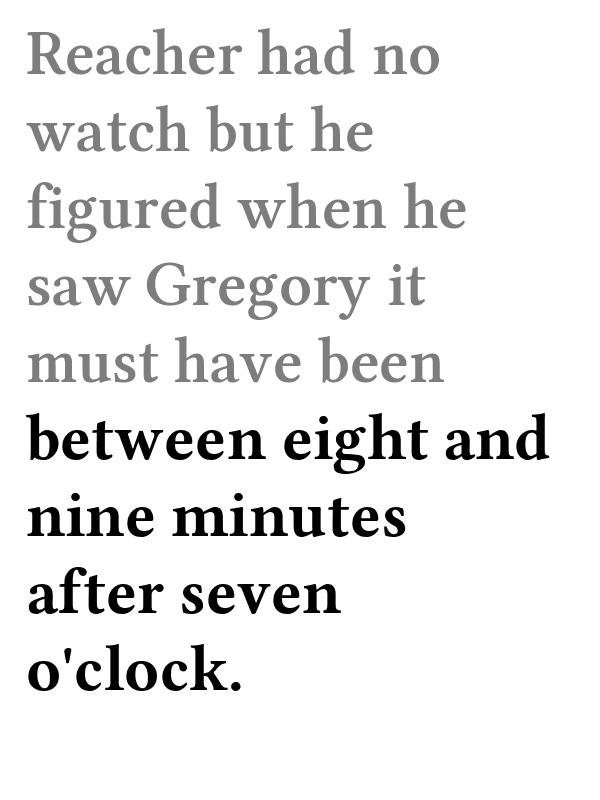 Reacher had no
watch but he
figured when he
saw Gregory it
must have been
between eight and
nine minutes
after seven
o'clock.